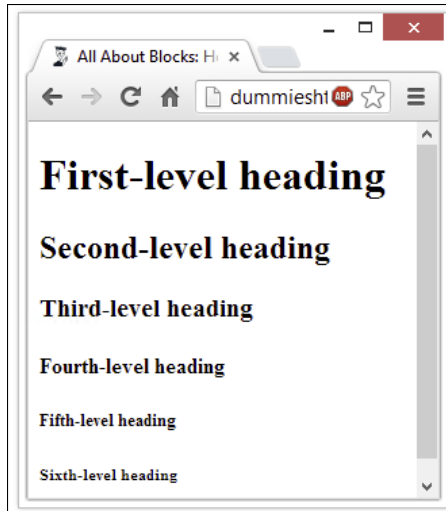 All About Blocks: H
dummiesht
ABP
First-level heading
Second-level heading
Third-level heading
Fourth-level heading
Fifth-level heading
Sixth-level heading